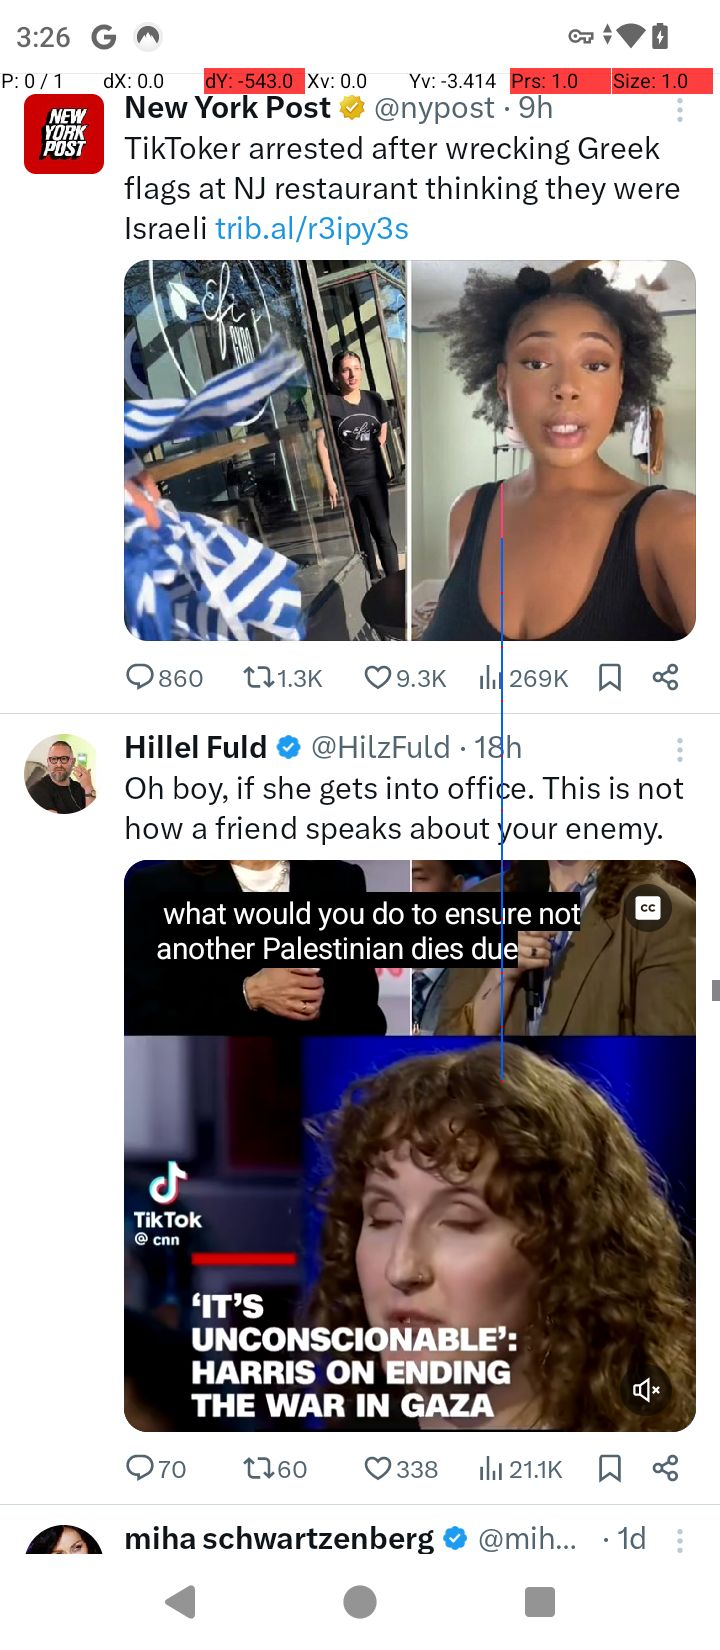 3:26
P: 0 / 1 dX: 0.0 dY: -543.0 Xv: 0.0 Yv: -3.414 Prs: 1.0 Size: 1.0
NEW YORK POST
New York Post @nypost · 9h
TikToker arrested after wrecking Greek
flags at NJ restaurant thinking they were
Israeli trib.al/r3ipy3s
efi's
GYRO
860 1.3K 9.3K 269K
Hillel Fuld @HilzFuld · 18h
Oh boy, if she gets into office. This is not
how a friend speaks about your enemy.
what would you do to ensure not
another Palestinian dies due
CC
TikTok
@ cnn
‘IT’S
UNCONSCIONABLE’:
HARRIS ON ENDING
THE WAR IN GAZA
70 60 338 21.1K
miha schwartzenberg @mih... · 1d